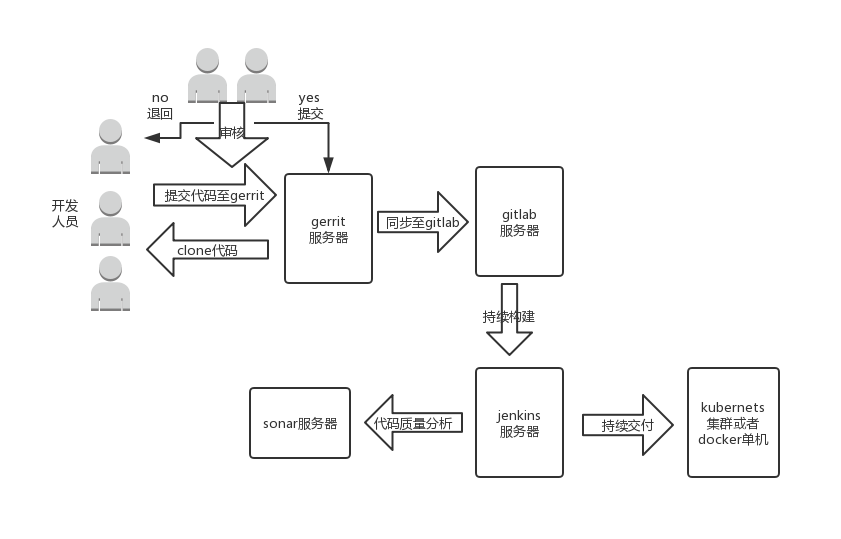 no
退回
yes
提交
审核
提交代码至gerrit
开发
人员
clone代码
gerrit
服务器
同步至gitlab
gitlab
服务器
持续构建
sonar服务器
代码质量分析
jenkins
服务器
持续交付
kubernets
集群或者
docker单机